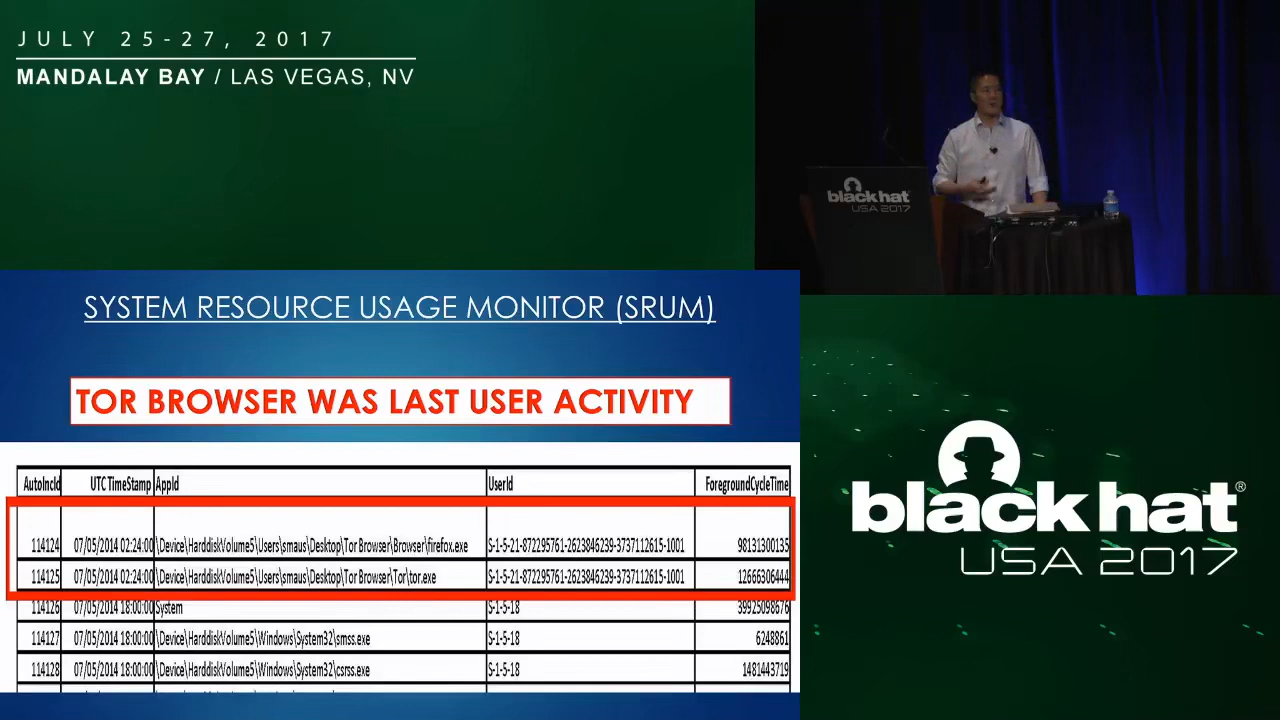 JULY 25-27, 2017
MANDALAY BAY / LAS VEGAS, NV
black hat
USA 2017
SYSTEM RESOURCE USAGE MONITOR (SRUM)
TOR BROWSER WAS LAST USER ACTIVITY
AutoIncId UTC TimeStamp AppId UserId ForegroundCycleTime
114124 07/05/2014 02:24:00 \Device\HarddiskVolume5\Users\smaus\Desktop\Tor Browser\Browser\firefox.exe S-1-5-21-872295761-2623846239-3737112615-1001 98131300135
114125 07/05/2014 02:24:00 \Device\HarddiskVolume5\Users\smaus\Desktop\Tor Browser\Tor\tor.exe S-1-5-21-872295761-2623846239-3737112615-1001 12666306444
114126 07/05/2014 18:00:00 System S-1-5-18 39925098676
114127 07/05/2014 18:00:00 \Device\HarddiskVolume5\Windows\System32\smss.exe S-1-5-18 6248861
114128 07/05/2014 18:00:00 \Device\HarddiskVolume5\Windows\System32\csrss.exe S-1-5-18 1481443719
black hat®
USA 2017